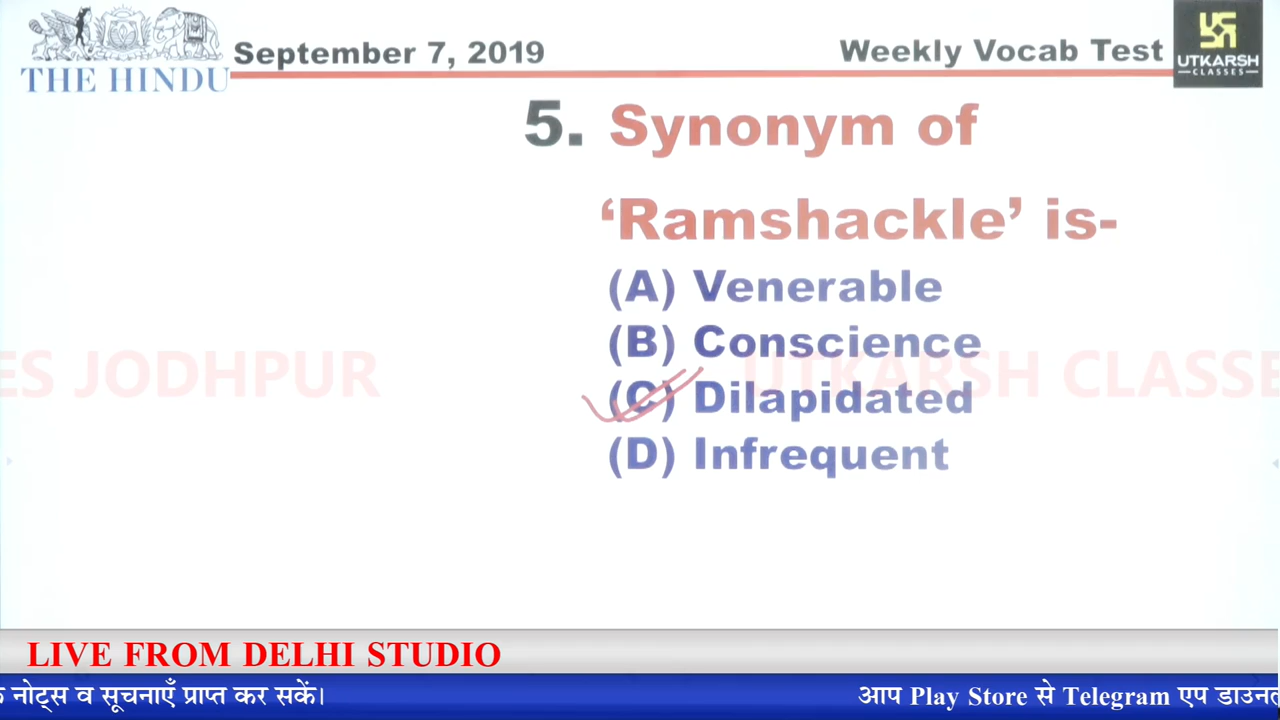 THE HINDU
September 7, 2019
Weekly Vocab Test
UTKARSH
CLASSES
5. Synonym of
‘Ramshackle’ is-
(A) Venerable
(B) Conscience
(C) Dilapidated
(D) Infrequent
ES JODHPUR
UTKARSH CLASSE
LIVE FROM DELHI STUDIO
नोट्स व सूचनाएँ प्राप्त कर सकें।
आप Play Store से Telegram एप डाउन